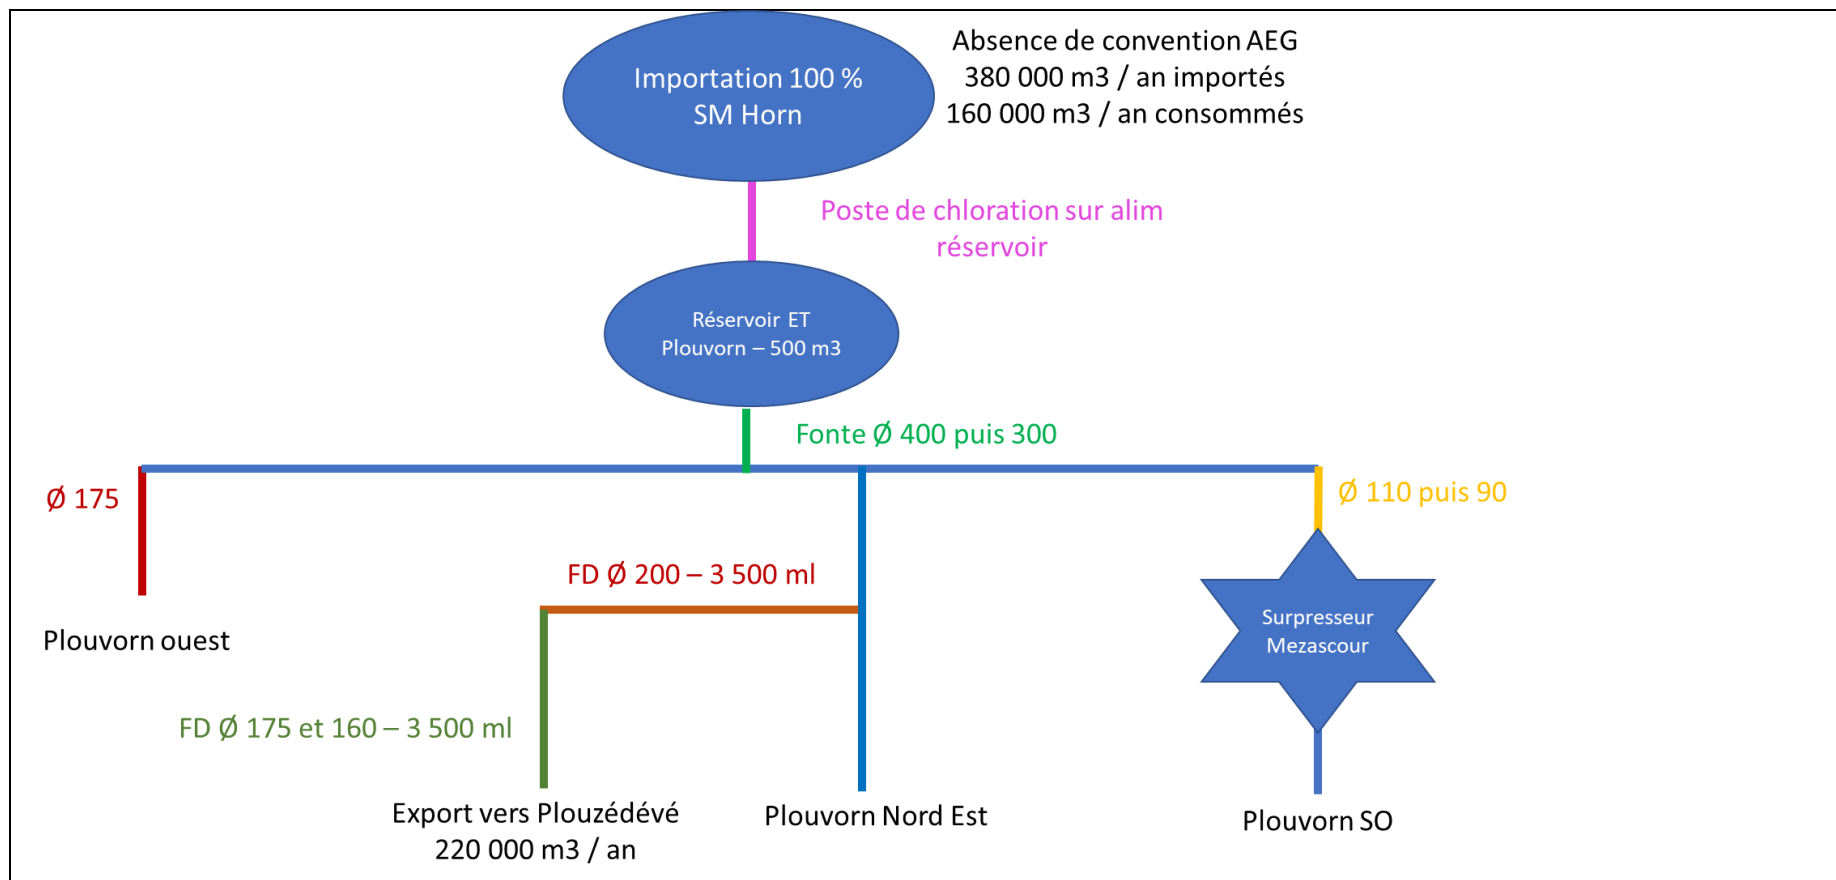 Importation 100 %
SM Horn
Absence de convention AEG
380 000 m3 / an importés
160 000 m3 / an consommés
Poste de chloration sur alim
réservoir
Réservoir ET
Plouvorn – 500 m3
Fonte Ø 400 puis 300
Ø 175
Ø 110 puis 90
FD Ø 200 – 3 500 ml
Surpresseur
Mezascour
Plouvorn ouest
FD Ø 175 et 160 – 3 500 ml
Export vers Plouzédévé
220 000 m3 / an
Plouvorn Nord Est
Plouvorn SO